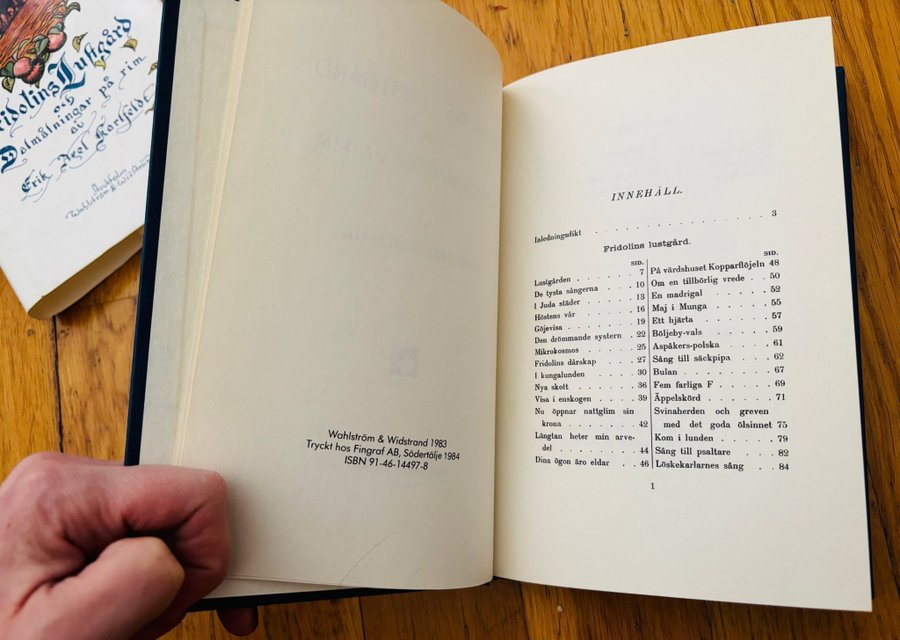 Fridolins Lustgård
och
Dalmålningar på rim
av
Erik Axel Karlfeldt
Stockholm
Wahlström & Widstrand
Wahlström & Widstrand 1983
Tryckt hos Fingraf AB, Södertälje 1984
ISBN 91-46-14497-8
INNEHÅLL.
Inledningsdikt . . . . . . . . . . 3
Fridolins lustgård.
SID.
Lustgården . . . . . . 7
De tysta sångerna . . . 10
I Juda städer . . . . . 13
Höstens vår . . . . . . 16
Göjevisa . . . . . . . 19
Den drömmande systern . 22
Mikrokosmos . . . . . 25
Fridolins dårskap . . . 27
I kungalunden . . . . . 30
Nya skott . . . . . . . 36
Visa i enskogen . . . . 39
Nu öppnar nattglim sin
krona . . . . . . . 42
Längtan heter min arve-
del . . . . . . . . 44
Dina ögon äro eldar . . 46
SID.
På värdshuset Kopparflöjeln 48
Om en tillbörlig vrede . . 50
En madrigal . . . . . . 52
Maj i Munga . . . . . . 55
Ett hjärta . . . . . . . 57
Böljeby-vals . . . . . . 59
Aspåkers-polska . . . . 61
Sång till säckpipa . . . . 62
Bulan . . . . . . . . . 67
Fem farliga F . . . . . 69
Äppelskörd . . . . . . 71
Svinaherden och greven
med det goda ölsinnet 75
Kom i lunden . . . . . 79
Sång till psaltare . . . . 82
Löskekarlarnes sång . . . 84
1